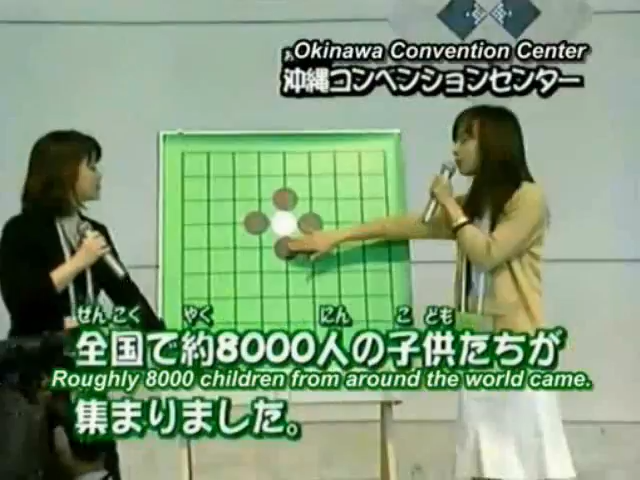 Okinawa Convention Center
お
沖縄コンベンションセンター
ぜんこく やく にん こ ども
全国で約8000人の子供たちが
Roughly 8000 children from around the world came.
集まりました。